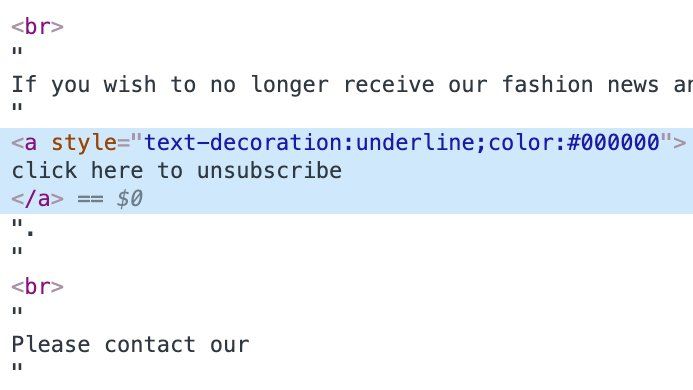 <br>
"
If you wish to no longer receive our fashion news
"
<a style="text-decoration:underline;color:#000000">
click here to unsubscribe
</a> == $0
".
"
<br>
"
Please contact our
"